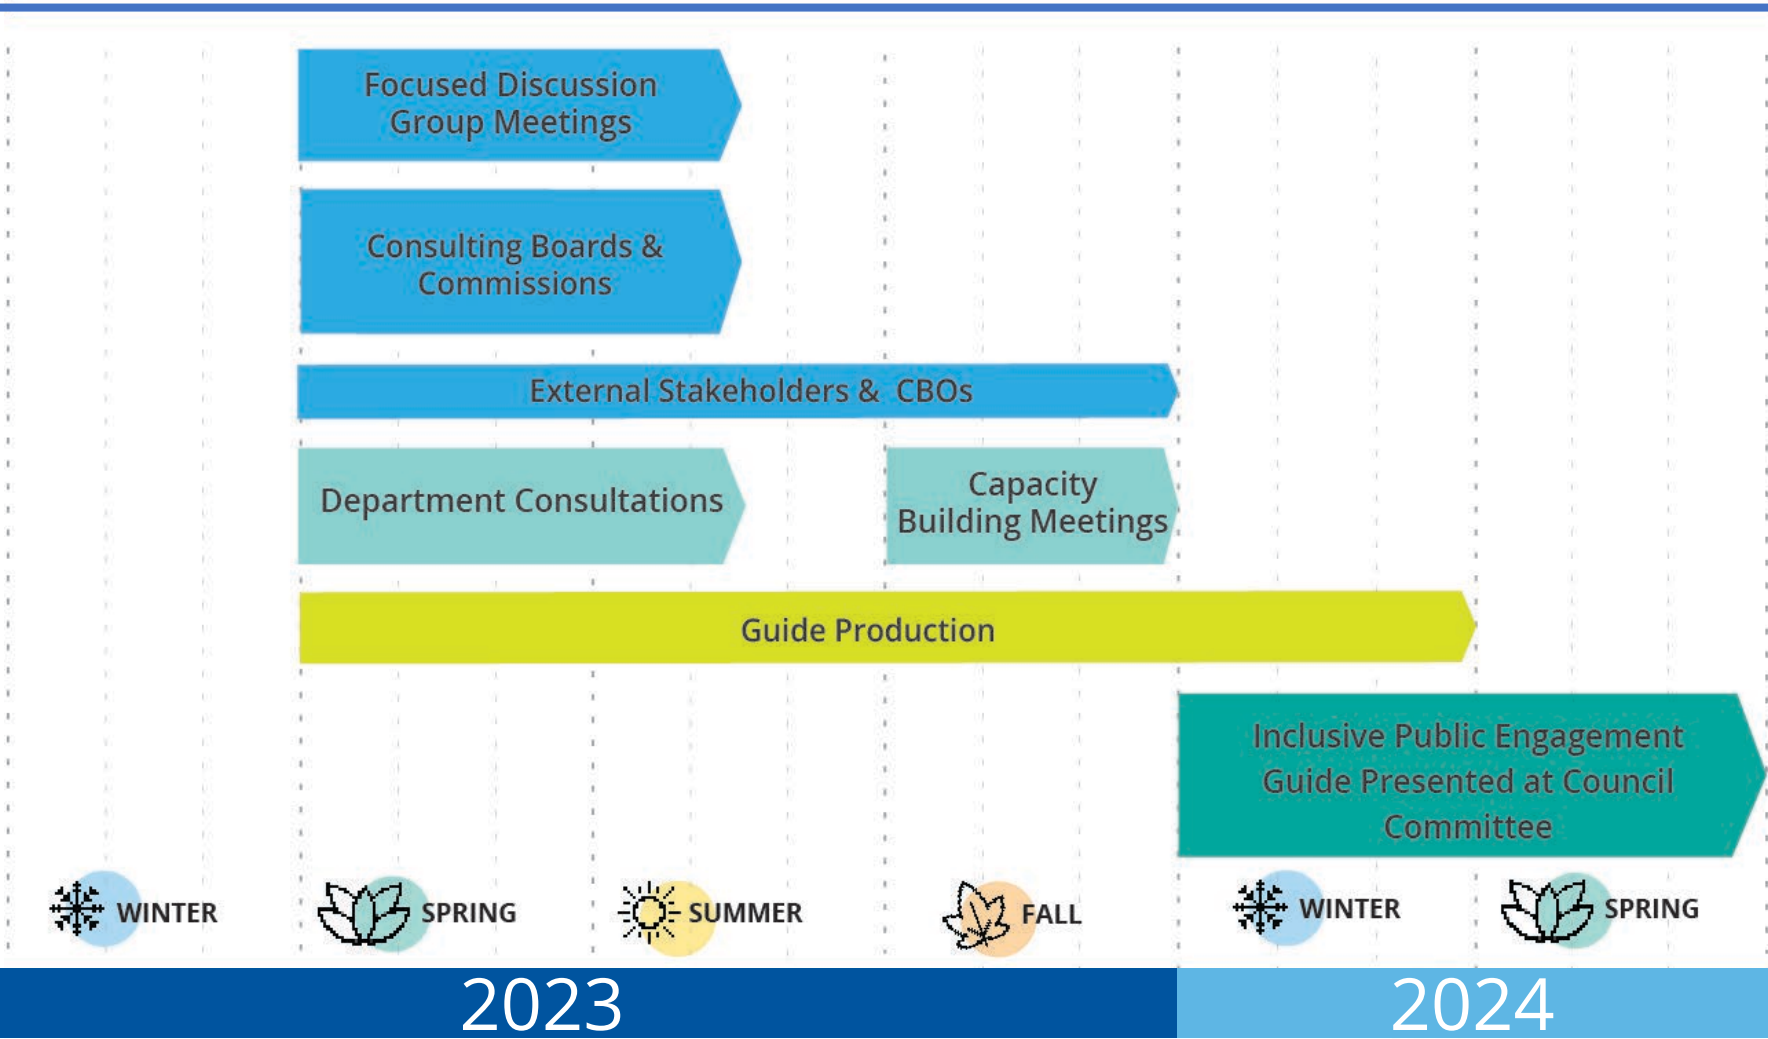 Focused Discussion
Group Meetings
Consulting Boards &
Commissions
External Stakeholders & CBOs
Department Consultations
Capacity
Building Meetings
Guide Production
Inclusive Public Engagement
Guide Presented at Council
Committee
WINTER
SPRING
SUMMER
FALL
WINTER
SPRING
2023
2024